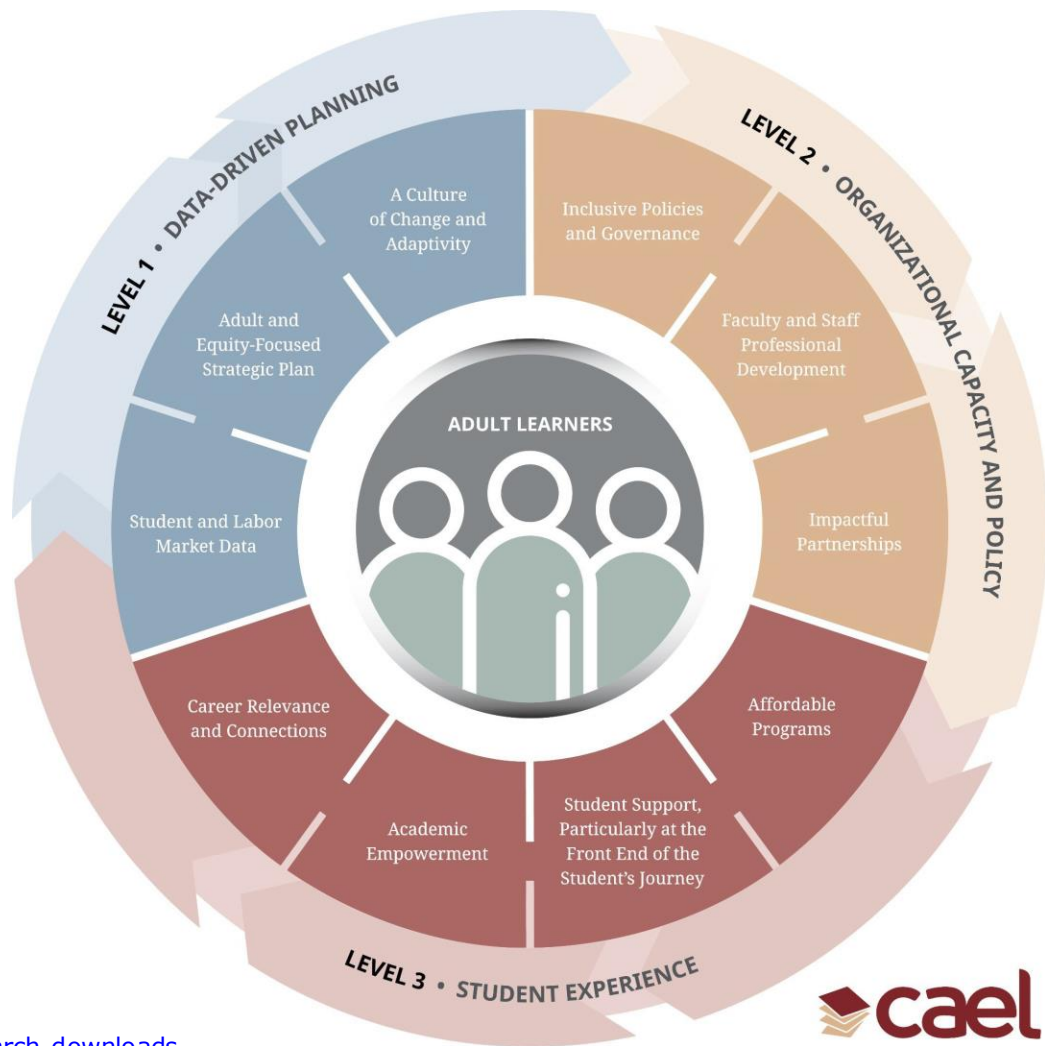 LEVEL 1 • DATA-DRIVEN PLANNING
A Culture
of Change and
Adaptivity
Adult and
Equity-Focused
Strategic Plan
Student and Labor
Market Data
LEVEL 2 • ORGANIZATIONAL CAPACITY AND POLICY
Inclusive Policies
and Governance
Faculty and Staff
Professional
Development
Impactful
Partnerships
ADULT LEARNERS
Affordable
Programs
Student Support,
Particularly at the
Front End of the
Student’s Journey
Academic
Empowerment
Career Relevance
and Connections
LEVEL 3 • STUDENT EXPERIENCE
cael